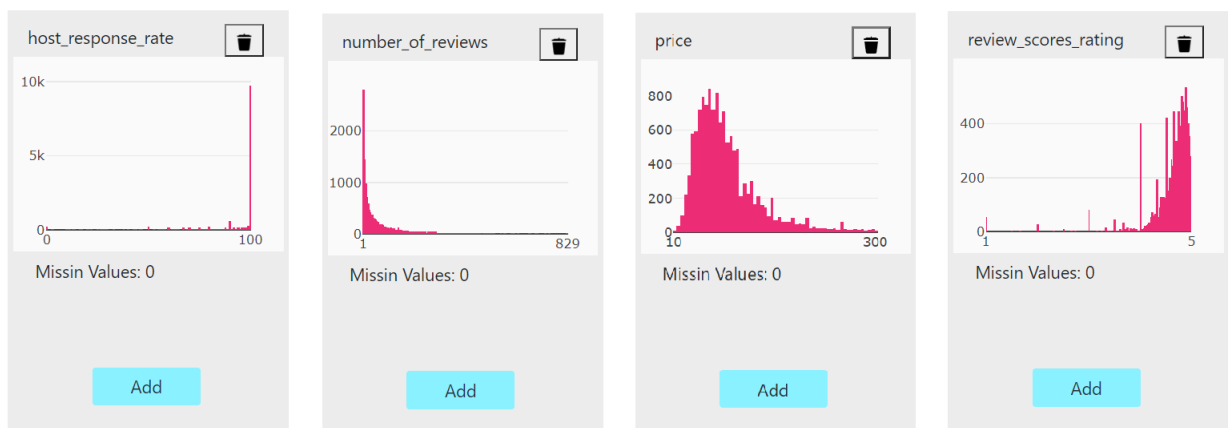 host_response_rate
10k
5k
0
0 100
Missin Values: 0
Add
number_of_reviews
2000
1000
0
1 829
Missin Values: 0
Add
price
800
600
400
200
0
10 300
Missin Values: 0
Add
review_scores_rating
400
200
0
1 5
Missin Values: 0
Add